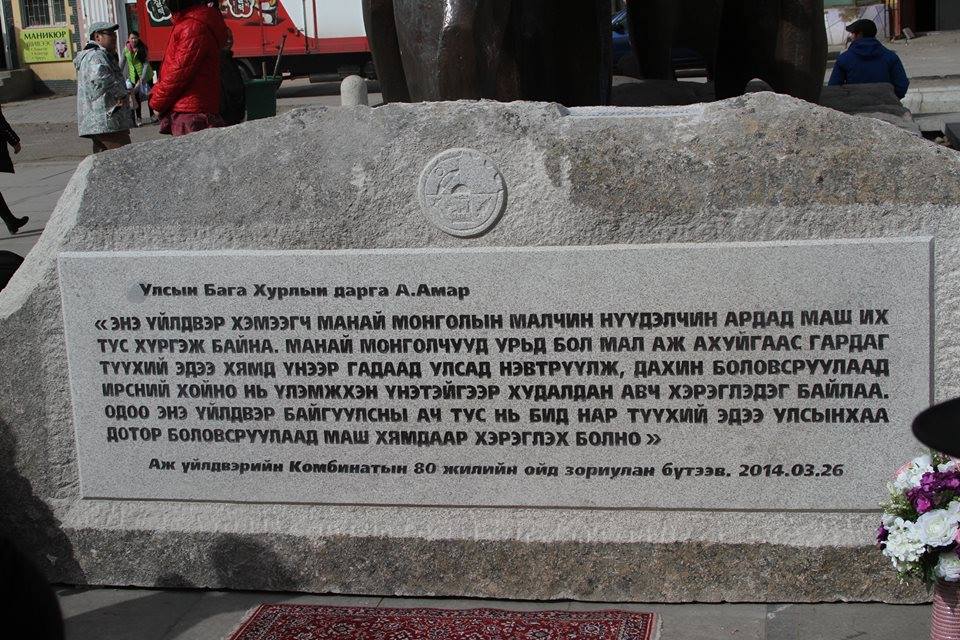 МАНИКЮР
Улсын Бага Хурлын дарга А.Амар
« ЭНЭ ҮЙЛДВЭР ХЭМЭЭГЧ МАНАЙ МОНГОЛЫН МАЛЧИН НҮҮДЭЛЧИН АРДАД МАШ ИХ
ТУС ХҮРГЭЖ БАЙНА. МАНАЙ МОНГОЛЧУУД УРЬД БОЛ МАЛ АЖ АХУЙГААС ГАРДАГ
ТҮҮХИЙ ЭДЭЭ ХЯМД ҮНЭЭР ГАДААД УЛСАД НЭВТРҮҮЛЖ, ДАХИН БОЛОВСРУУЛААД
ИРСНИЙ ХОЙНО НЬ ҮЛЭМЖХЭН ҮНЭТЭЙГЭЭР ХУДАЛДАН АВЧ ХЭРЭГЛЭДЭГ БАЙЛАА.
ОДОО ЭНЭ ҮЙЛДВЭР БАЙГУУЛСНЫ АЧ ТУС НЬ БИД НАР ТҮҮХИЙ ЭДЭЭ УЛСЫНХАА
ДОТОР БОЛОВСРУУЛААД МАШ ХЯМДААР ХЭРЭГЛЭХ БОЛНО »
Аж үйлдвэрийн Комбинатын 80 жилийн ойд зориулан бүтээв. 2014.03.26